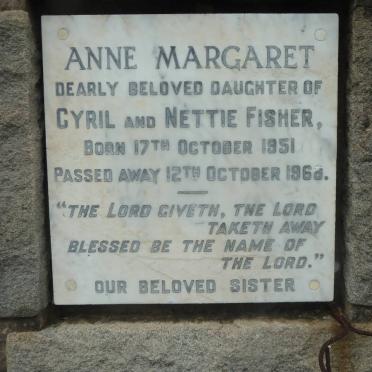 ANNE MARGARET
DEARLY BELOVED DAUGHTER OF
CYRIL AND NETTIE FISHER,
BORN 17TH OCTOBER 1951
PASSED AWAY 12TH OCTOBER 1968.
"THE LORD GIVETH, THE LORD
TAKETH AWAY
BLESSED BE THE NAME OF
THE LORD."
OUR BELOVED SISTER